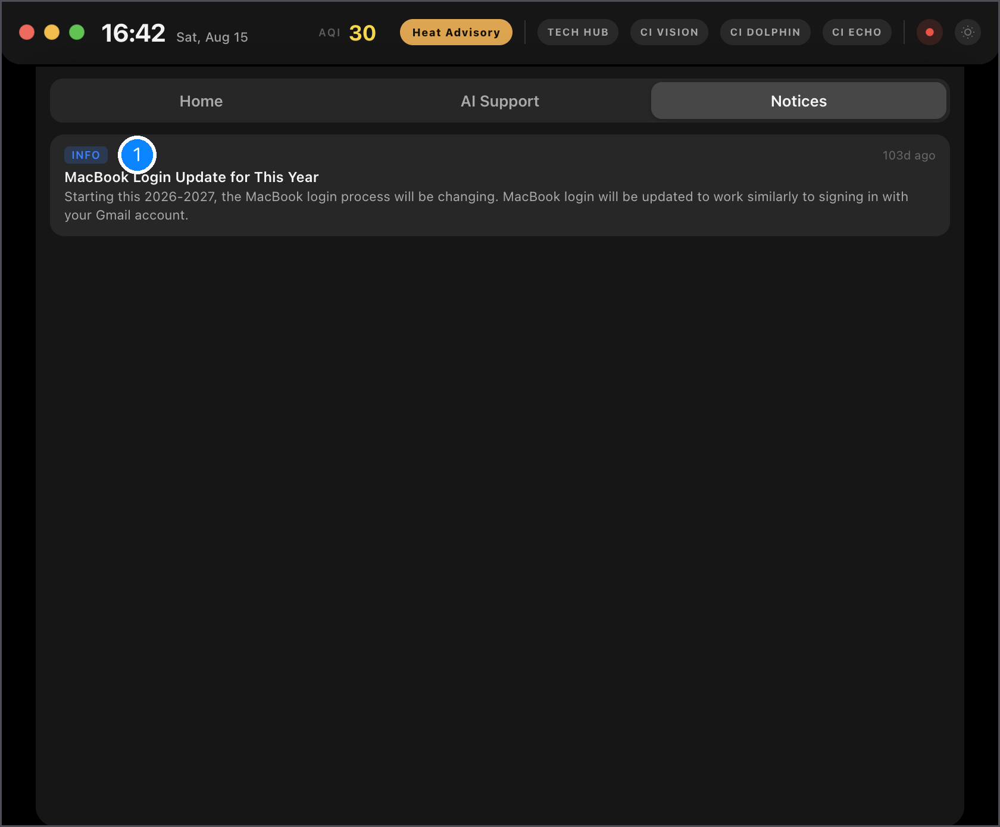 16:42 Sat, Aug 15 AQI 30 Heat Advisory TECH HUB CI VISION CI DOLPHIN CI ECHO
Home AI Support Notices
INFO 1 103d ago
MacBook Login Update for This Year
Starting this 2026-2027, the MacBook login process will be changing. MacBook login will be updated to work similarly to signing in with
your Gmail account.